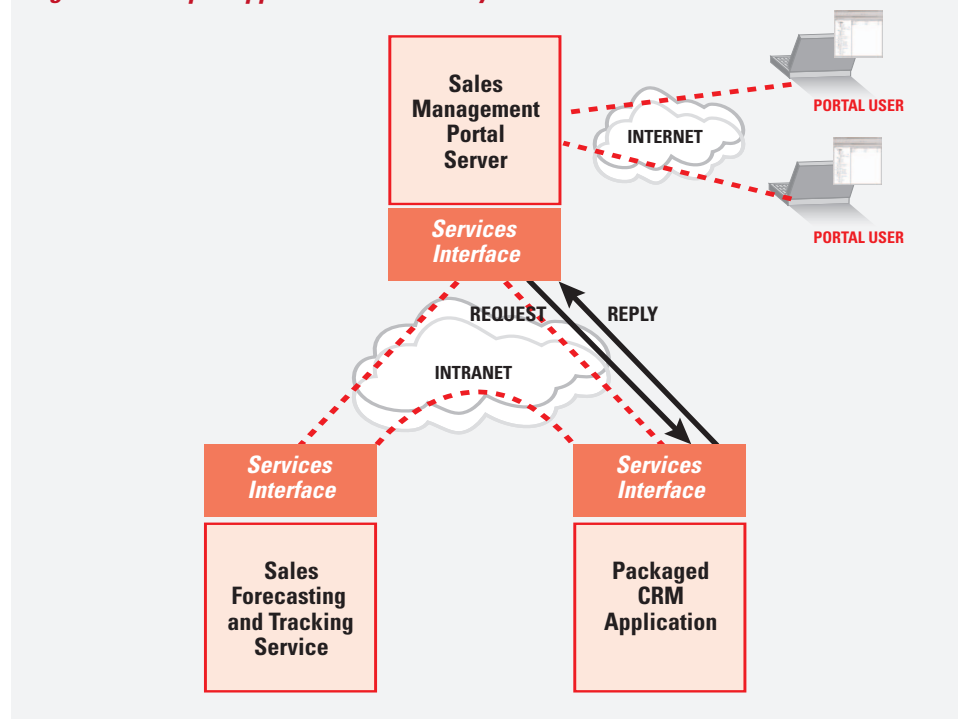 Sales
Management
Portal
Server
PORTAL USER
INTERNET
PORTAL USER
Services
Interface
REQUEST
REPLY
INTRANET
Services
Interface
Services
Interface
Sales
Forecasting
and Tracking
Service
Packaged
CRM
Application